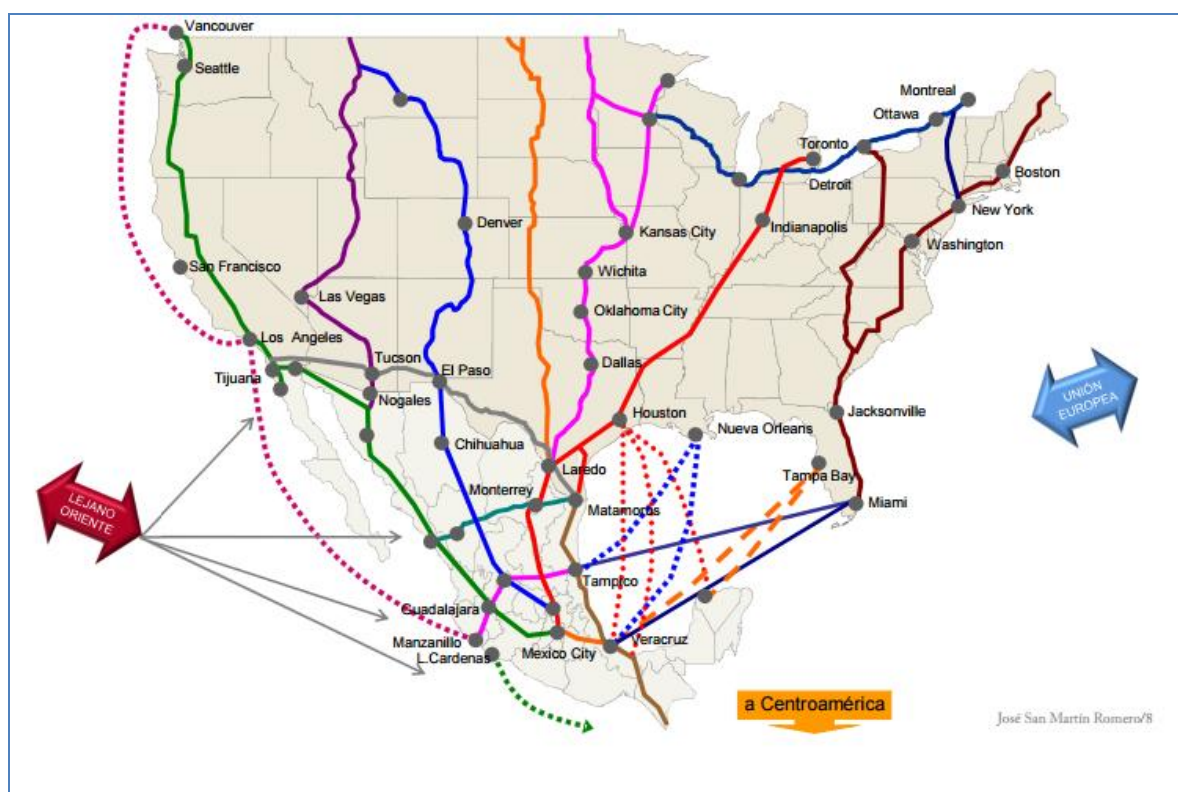 Vancouver
Seattle
Montreal
Ottawa
Toronto
Detroit
Boston
New York
Denver
Kansas City
Indianapolis
Washington
San Francisco
Las Vegas
Wichita
Oklahoma City
Los Angeles
Tucson
El Paso
Dallas
Tijuana
Nogales
UNIÓN
EUROPEA
Houston
Jacksonville
Nueva Orleans
Chihuahua
Laredo
Tampa Bay
LEJANO
ORIENTE
Monterrey
Matamoros
Miami
Tampico
Guadalajara
Manzanillo
L.Cardenas
Mexico City
Veracruz
a Centroamérica
José San Martín Romero/8